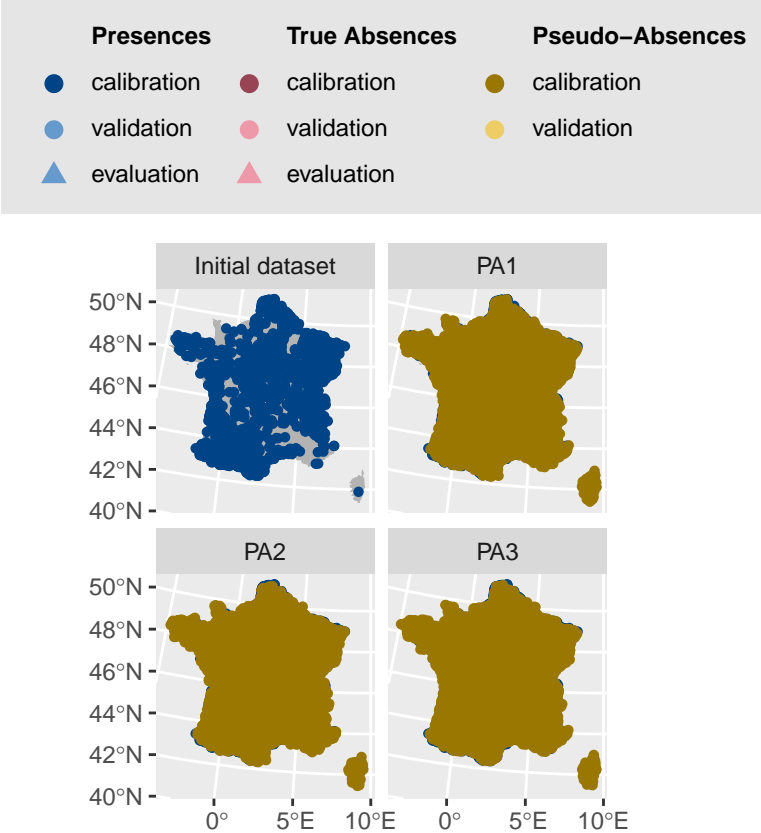 Presences True Absences Pseudo−Absences
calibration calibration calibration
validation validation validation
evaluation evaluation
Initial dataset PA1
50°N
48°N
46°N
44°N
42°N
40°N
PA2 PA3
50°N
48°N
46°N
44°N
42°N
40°N
0° 5°E 10°E 0° 5°E 10°E